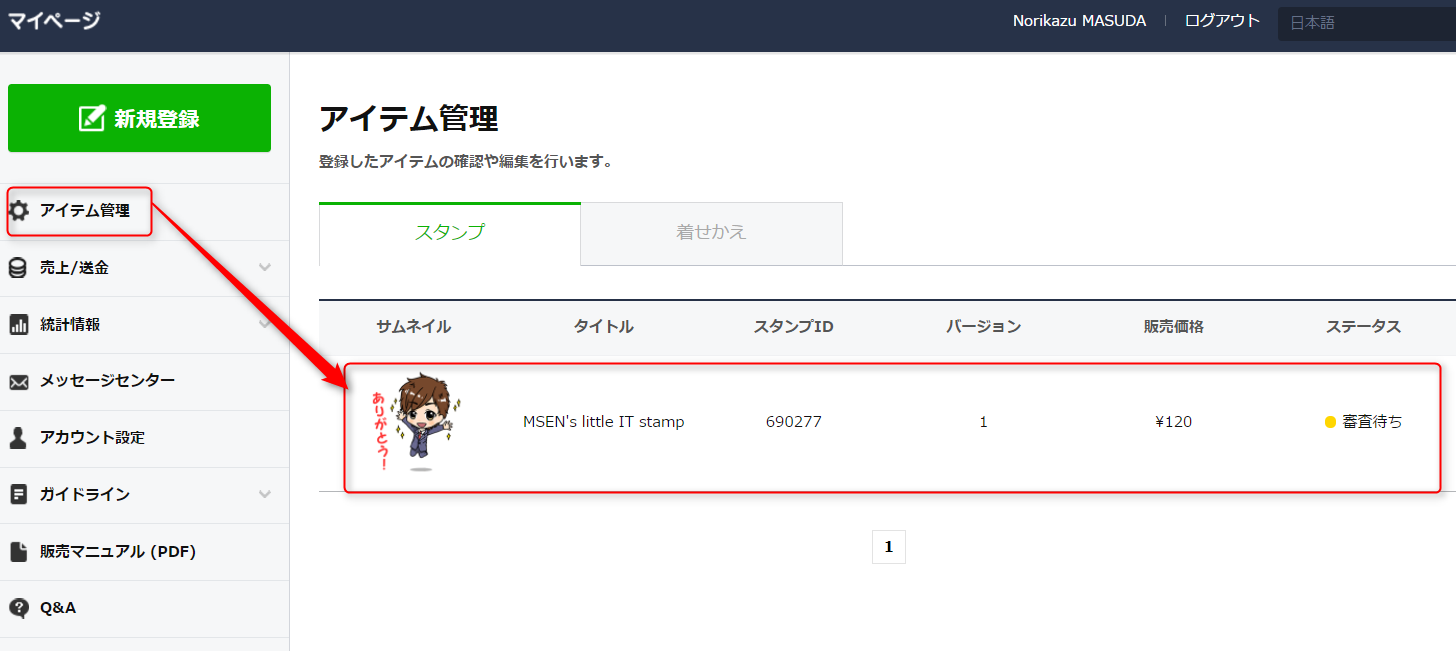 マイページ
Norikazu MASUDA
ログアウト
日本語
新規登録
アイテム管理
売上/送金
統計情報
メッセージセンター
アカウント設定
ガイドライン
販売マニュアル (PDF)
Q&A
アイテム管理
登録したアイテムの確認や編集を行います。
スタンプ
着せかえ
サムネイル タイトル スタンプID バージョン 販売価格 ステータス
ありがとう！
MSEN's little IT stamp 690277 1 ¥120 審査待ち
1